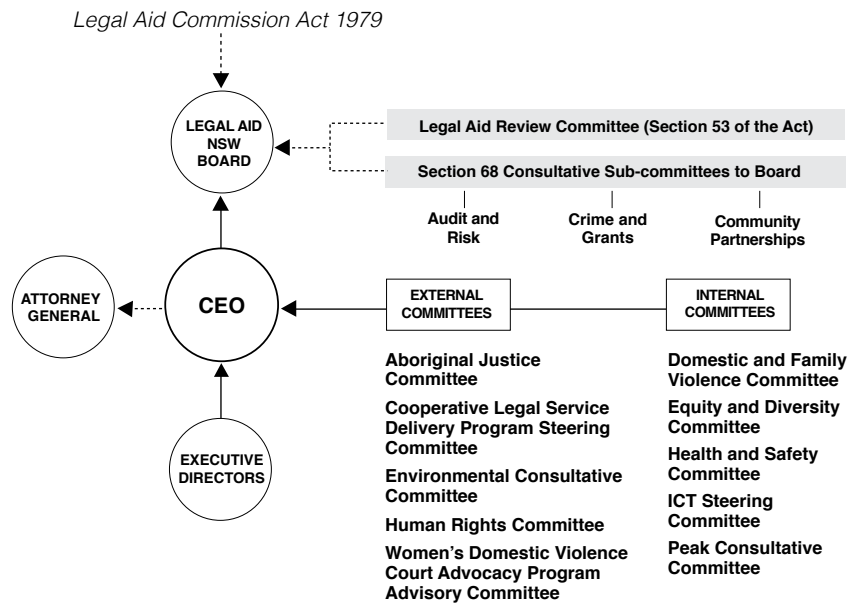 Legal Aid Commission Act 1979
LEGAL AID
NSW
BOARD
Legal Aid Review Committee (Section 53 of the Act)
Section 68 Consultative Sub-committees to Board
Audit and
Risk
Crime and
Grants
Community
Partnerships
ATTORNEY
GENERAL
CEO
EXTERNAL
COMMITTEES
INTERNAL
COMMITTEES
EXECUTIVE
DIRECTORS
Aboriginal Justice
Committee
Cooperative Legal Service
Delivery Program Steering
Committee
Environmental Consultative
Committee
Human Rights Committee
Women’s Domestic Violence
Court Advocacy Program
Advisory Committee
Domestic and Family
Violence Committee
Equity and Diversity
Committee
Health and Safety
Committee
ICT Steering
Committee
Peak Consultative
Committee